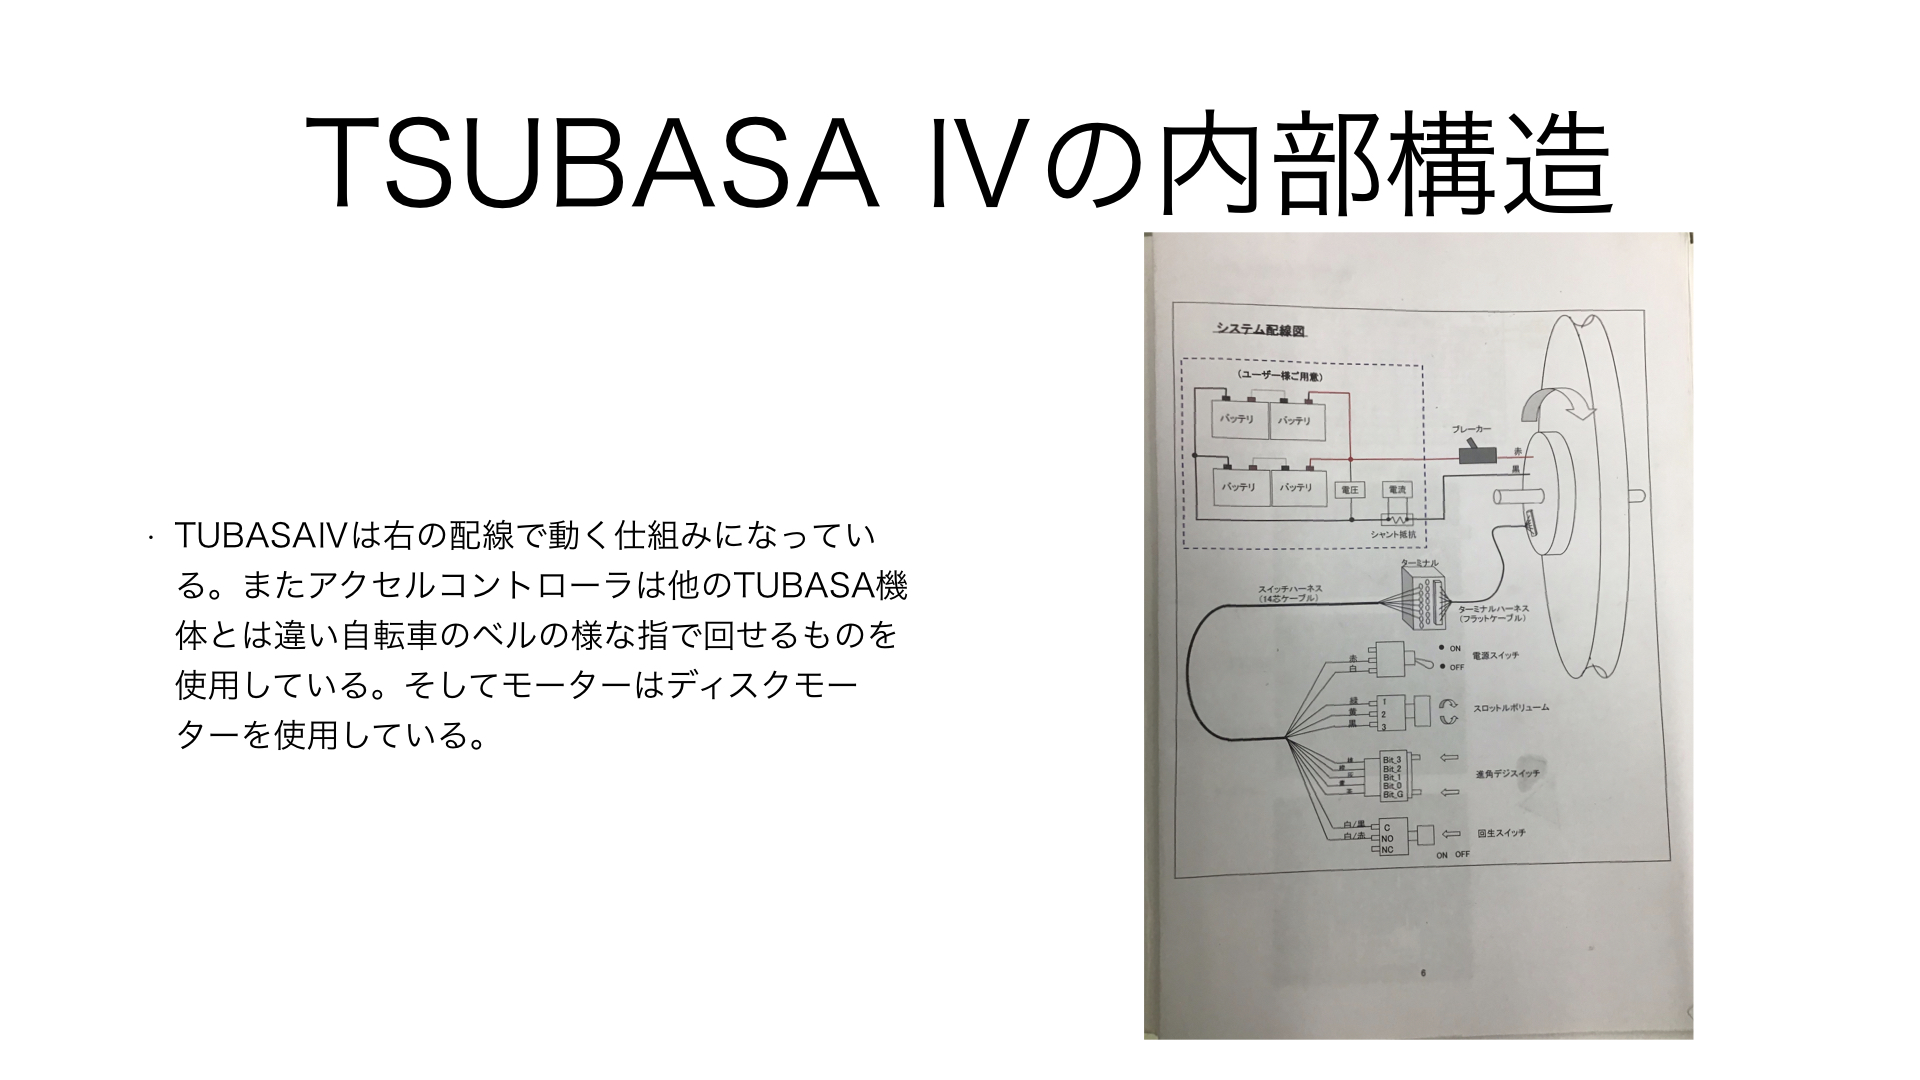 TSUBASA IVの内部構造
・TUBASAIVは右の配線で動く仕組みになってい
る。またアクセルコントローラは他のTUBASA機
体とは違い自転車のベルの様な指で回せるものを
使用している。そしてモーターはディスクモー
ターを使用している。
システム配線図
(ユーザー様ご用意)
バッテリ バッテリ
ブレーカー
赤
黒
バッテリ バッテリ
電圧 電流
シャント抵抗
ターミナル
スイッチハーネス
(14芯ケーブル)
ターミナルハーネス
(フラットケーブル)
赤
白
ON
OFF
電源スイッチ
緑 1
黄 2
黒 3
スロットルボリューム
Bit_3
Bit_2
Bit_1
Bit_0
Bit_G
進角デジスイッチ
白/黒 C
白/赤 NO
NC
回生スイッチ
ON OFF
6